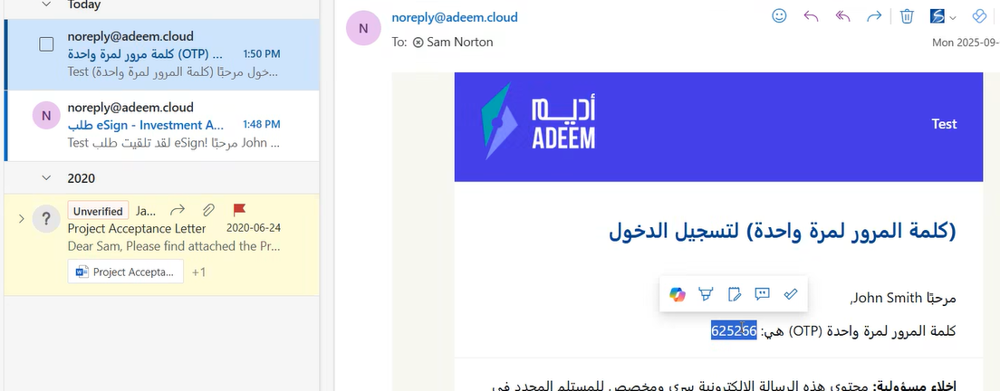 Today
noreply@adeem.cloud
كلمة مرور لمرة واحدة (OTP) ...
1:50 PM
Test (كلمة المرور لمرة واحدة) خول مرحبًا...
N
noreply@adeem.cloud
طلب eSign - Investment A...
1:48 PM
Test لقد تلقيت طلب eSign! مرحبًا John ...
2020
?
Unverified
Ja...
Project Acceptance Letter
2020-06-24
Dear Sam, Please find attached the Pr...
Project Accepta...
+1
N
noreply@adeem.cloud
To: Sam Norton
Mon 2025-09-
أديم
ADEEM
Test
(كلمة المرور لمرة واحدة) لتسجيل الدخول
مرحبًا John Smith,
كلمة المرور لمرة واحدة (OTP) هي: 625266
إخلاء مسؤولية: محتوى هذه الرسالة الإلكترونية سري ومخصص للمستلم المحدد في